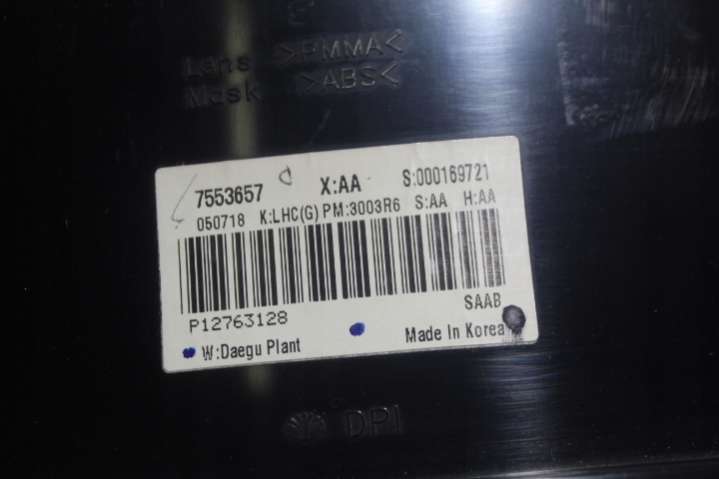 Lens >PMMA<
Mask >ABS<
7553657 X:AA S:000169721
050718 K:LHC(G) PM:3003R6 S:AA H:AA
P12763128 SAAB
W:Daegu Plant Made In Korea
DPI